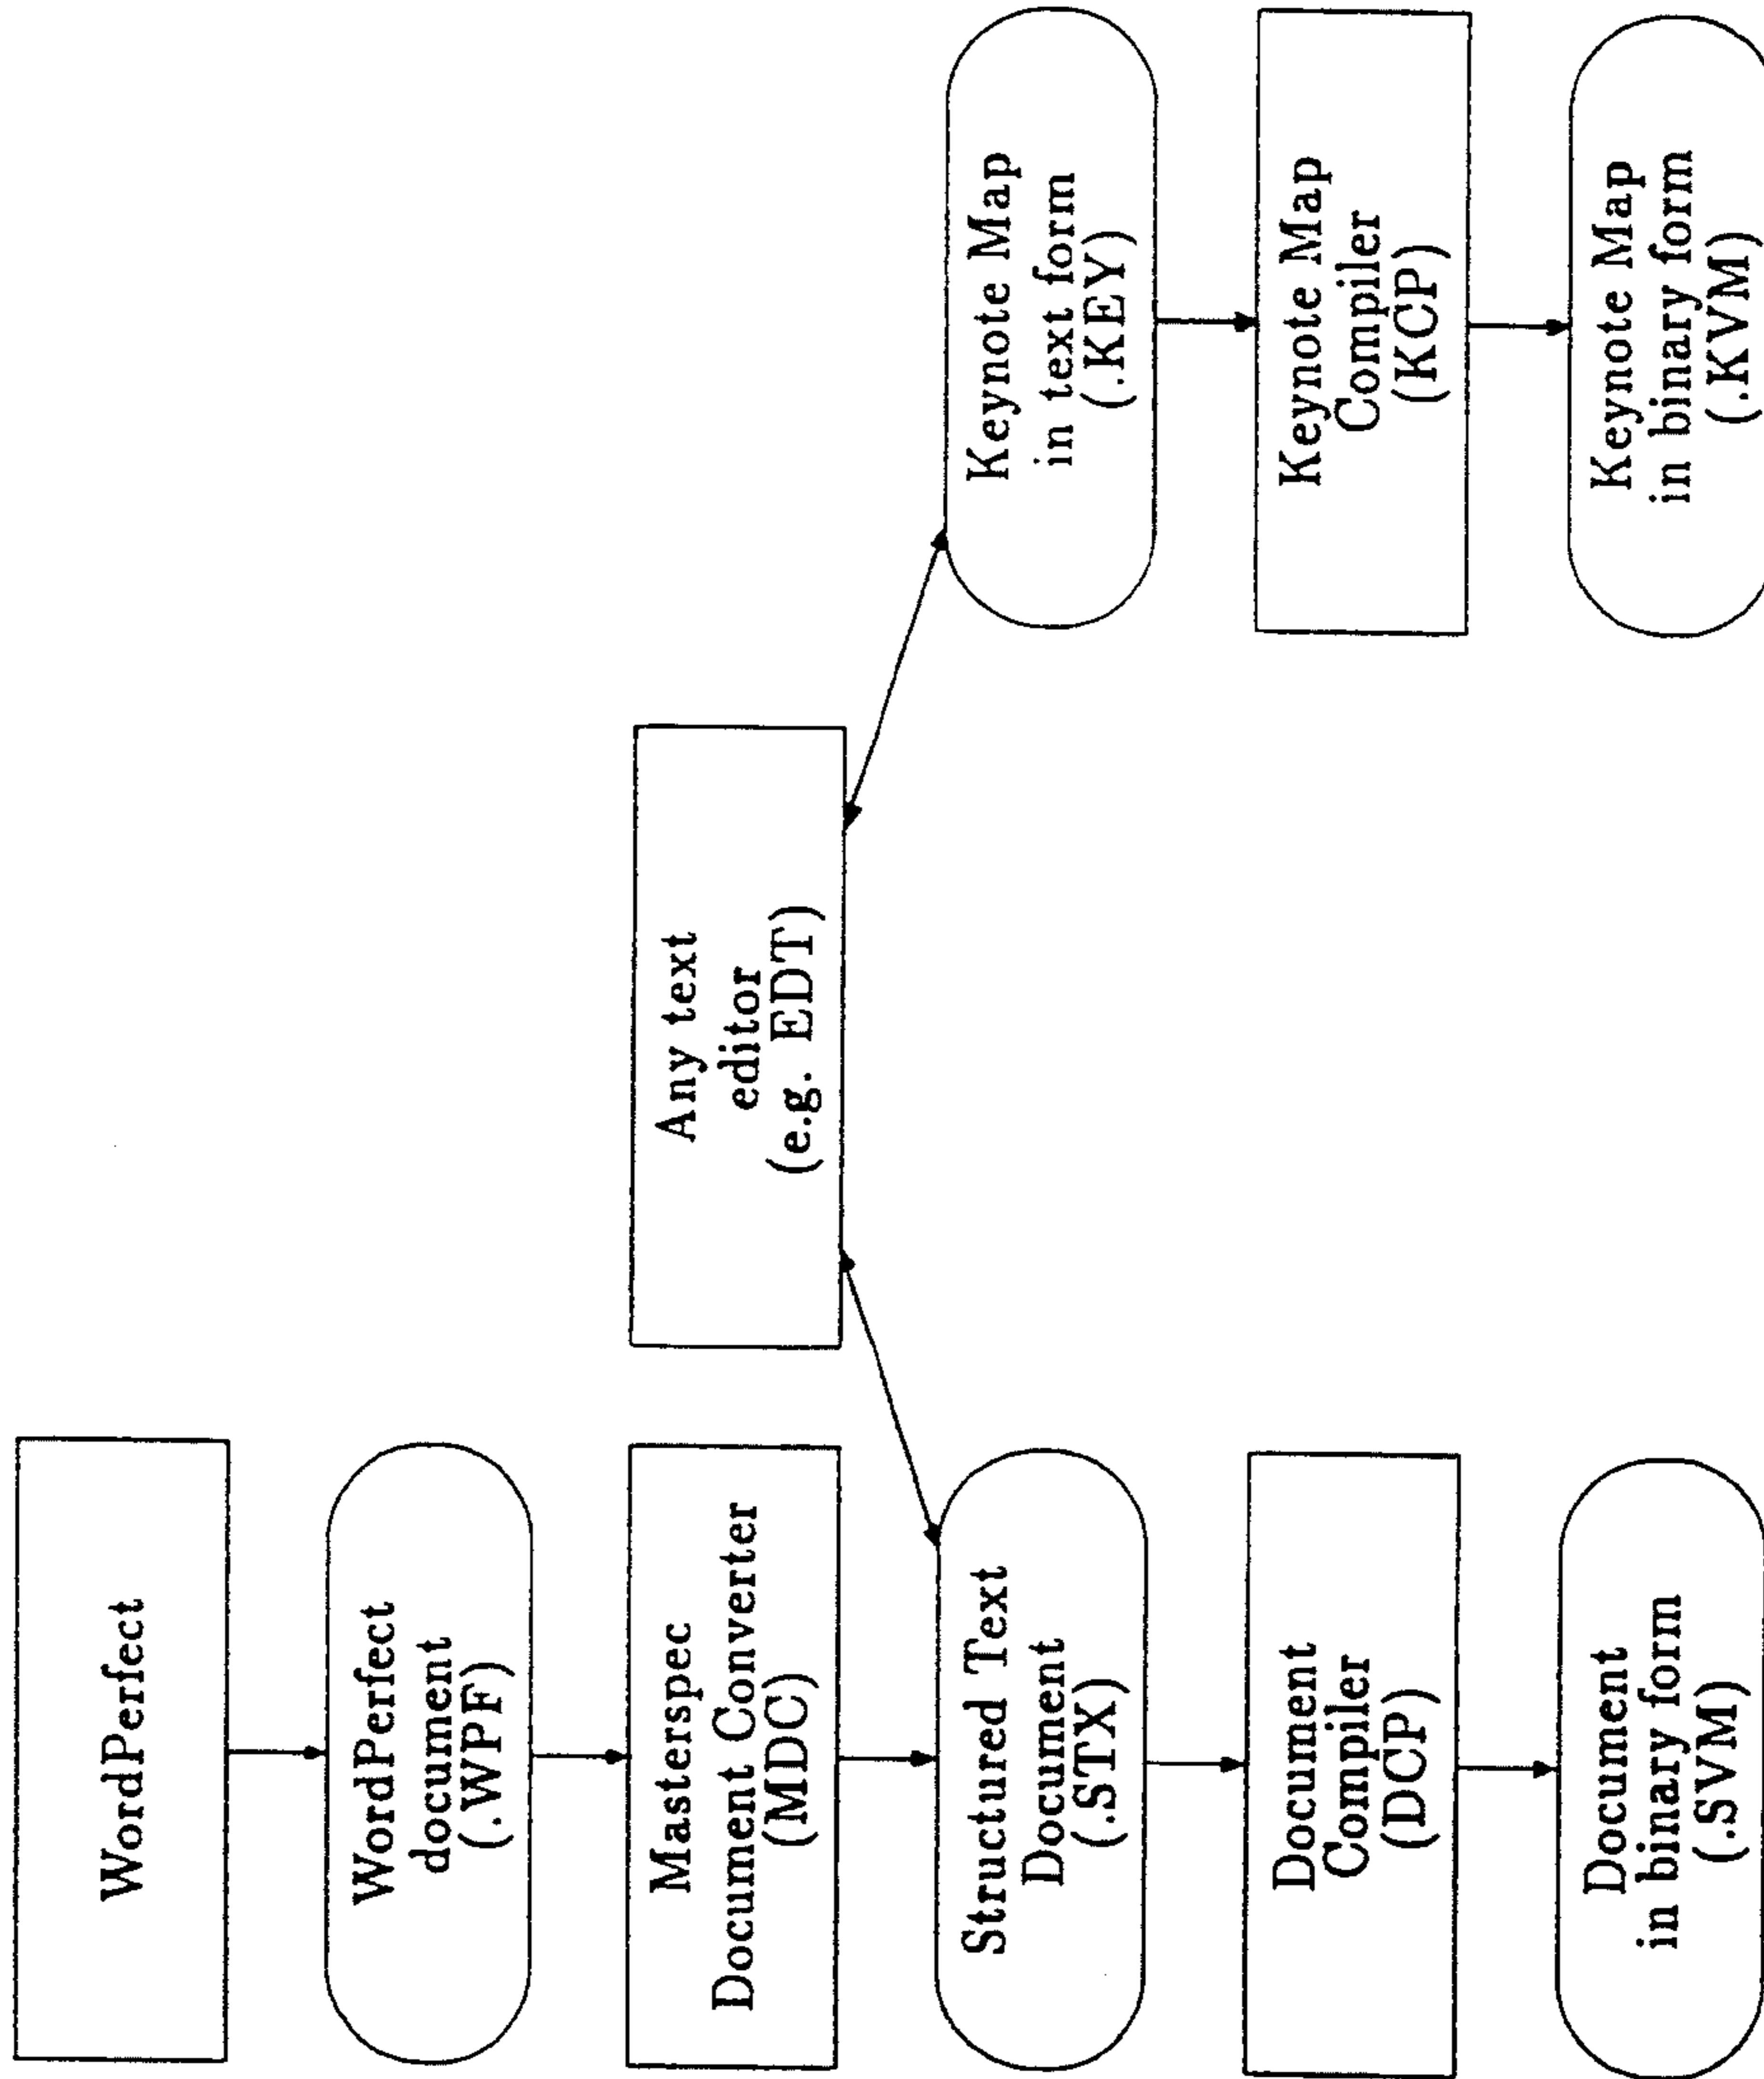 WordPerfect
WordPerfect
document
(.WPF)
Masterspec
Document Converter
(MDC)
Structured Text
Document
(.STX)
Document
Compiler
(DCP)
Document
in binary form
(.SVM)
Any text
editor
(e.g. EDT)
Keynote Map
in text form
(.KEY)
Keynote Map
Compiler
(KCP)
Keynote Map
in binary form
(.KVM)